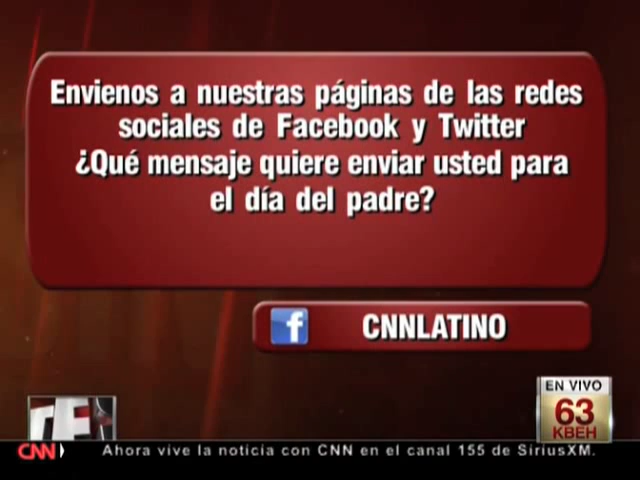 Envienos a nuestras páginas de las redes
sociales de Facebook y Twitter
¿Qué mensaje quiere enviar usted para
el día del padre?
f
CNNLATINO
EN VIVO
63
KBEH
CNN
Ahora vive la noticia con CNN en el canal 155 de SiriusXM.